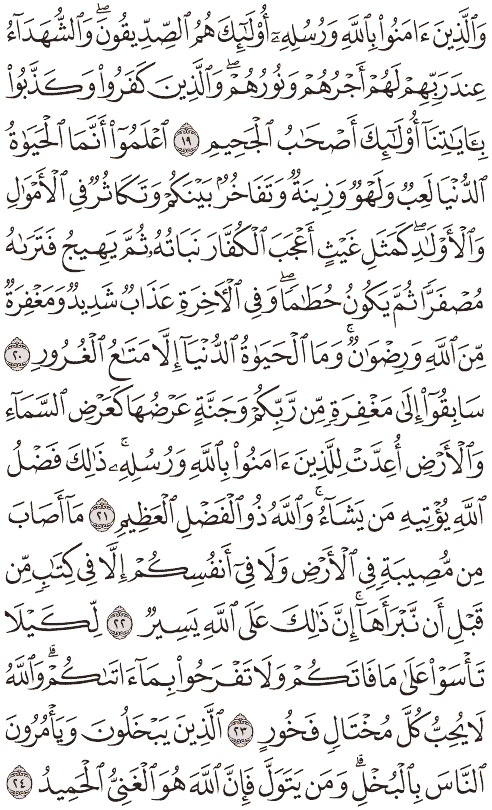 وَٱلَّذِينَ ءَامَنُوا۟ بِٱللَّهِ وَرُسُلِهِۦٓ أُو۟لَٰٓئِكَ هُمُ ٱلصِّدِّيقُونَ ۖ وَٱلشُّهَدَآءُ
عِندَ رَبِّهِمْ لَهُمْ أَجْرُهُمْ وَنُورُهُمْ ۖ وَٱلَّذِينَ كَفَرُوا۟ وَكَذَّبُوا۟
بِـَٔايَٰتِنَآ أُو۟لَٰٓئِكَ أَصْحَٰبُ ٱلْجَحِيمِ ١٩ ٱعْلَمُوٓا۟ أَنَّمَا ٱلْحَيَوٰةُ
ٱلدُّنْيَا لَعِبٌ وَلَهْوٌ وَزِينَةٌ وَتَفَاخُرٌۢ بَيْنَكُمْ وَتَكَاثُرٌ فِى ٱلْأَمْوَٰلِ
وَٱلْأَوْلَٰدِ ۖ كَمَثَلِ غَيْثٍ أَعْجَبَ ٱلْكُفَّارَ نَبَاتُهُۥ ثُمَّ يَهِيجُ فَتَرَىٰهُ
مُصْفَرًّا ثُمَّ يَكُونُ حُطَٰمًا ۖ وَفِى ٱلْـَٔاخِرَةِ عَذَابٌ شَدِيدٌ وَمَغْفِرَةٌ
مِّنَ ٱللَّهِ وَرِضْوَٰنٌ ۚ وَمَا ٱلْحَيَوٰةُ ٱلدُّنْيَآ إِلَّا مَتَٰعُ ٱلْغُرُورِ ٢٠
سَابِقُوٓا۟ إِلَىٰ مَغْفِرَةٍ مِّن رَّبِّكُمْ وَجَنَّةٍ عَرْضُهَا كَعَرْضِ ٱلسَّمَآءِ
وَٱلْأَرْضِ أُعِدَّتْ لِلَّذِينَ ءَامَنُوا۟ بِٱللَّهِ وَرُسُلِهِۦ ۚ ذَٰلِكَ فَضْلُ
ٱللَّهِ يُؤْتِيهِ مَن يَشَآءُ ۚ وَٱللَّهُ ذُو ٱلْفَضْلِ ٱلْعَظِيمِ ٢١ مَآ أَصَابَ
مِن مُّصِيبَةٍ فِى ٱلْأَرْضِ وَلَا فِىٓ أَنفُسِكُمْ إِلَّا فِى كِتَٰبٍ مِّن
قَبْلِ أَن نَّبْرَأَهَآ ۚ إِنَّ ذَٰلِكَ عَلَى ٱللَّهِ يَسِيرٌ ٢٢ لِّكَيْلَا
تَأْسَوْا۟ عَلَىٰ مَا فَاتَكُمْ وَلَا تَفْرَحُوا۟ بِمَآ ءَاتَىٰكُمْ ۗ وَٱللَّهُ
لَا يُحِبُّ كُلَّ مُخْتَالٍ فَخُورٍ ٢٣ ٱلَّذِينَ يَبْخَلُونَ وَيَأْمُرُونَ
ٱلنَّاسَ بِٱلْبُخْلِ ۗ وَمَن يَتَوَلَّ فَإِنَّ ٱللَّهَ هُوَ ٱلْغَنِىُّ ٱلْحَمِيدُ ٢٤